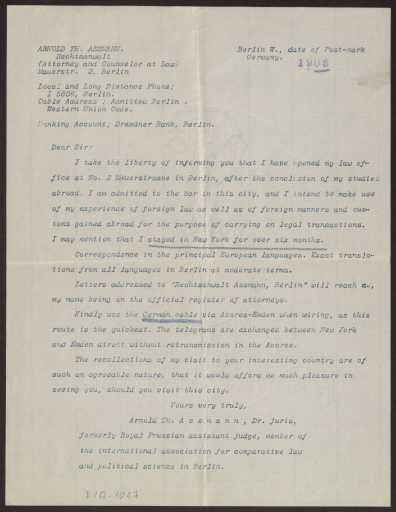 ARNOLD TH. ASSMANN.
Rechtsanwalt
(Attorney and Counselor at Law)
Mauerstr. 2, Berlin
Berlin W., date of Post-mark
Germany.
1908
Local and Long Distance Phone;
I 5808, Berlin.
Cable Address ; Admittee Berlin .
Western Union Code.
Banking Account; Dresdner Bank, Berlin.
Dear Sir:
I take the liberty of informing you that I have opened my law of-
fice at No. 2 Mauerstrasse in Berlin, after the conclusion of my studies
abroad. I am admitted to the bar in this city, and I intend to make use
of my experience of foreign law as well as of foreign manners and cus-
toms gained abroad for the purpose of carrying on legal transactions.
I may mention that I stayed in New York for over six months.
Correspondence in the principal European languages. Exact transla-
tions from all languages in Berlin at moderate terms.
Letters addressed to "Rechtsanwalt Assmann, Berlin" will reach me,
my name being on the official register of attorneys.
Kindly use the German cable via Azores-Emden when wiring, as this
route is the quickest. The telegrams are exchanged between New York
and Emden direct without retransmission in the Azores.
The recollections of my visit to your interesting country are of
such an agreeable nature, that it would afford me much pleasure in
seeing you, should you visit this city.
Yours very truly,
Arnold Th. A s s m a n n , Dr. juris,
formerly Royal Prussian assistant judge, member of
the international association for comparative law
and political science in Berlin.